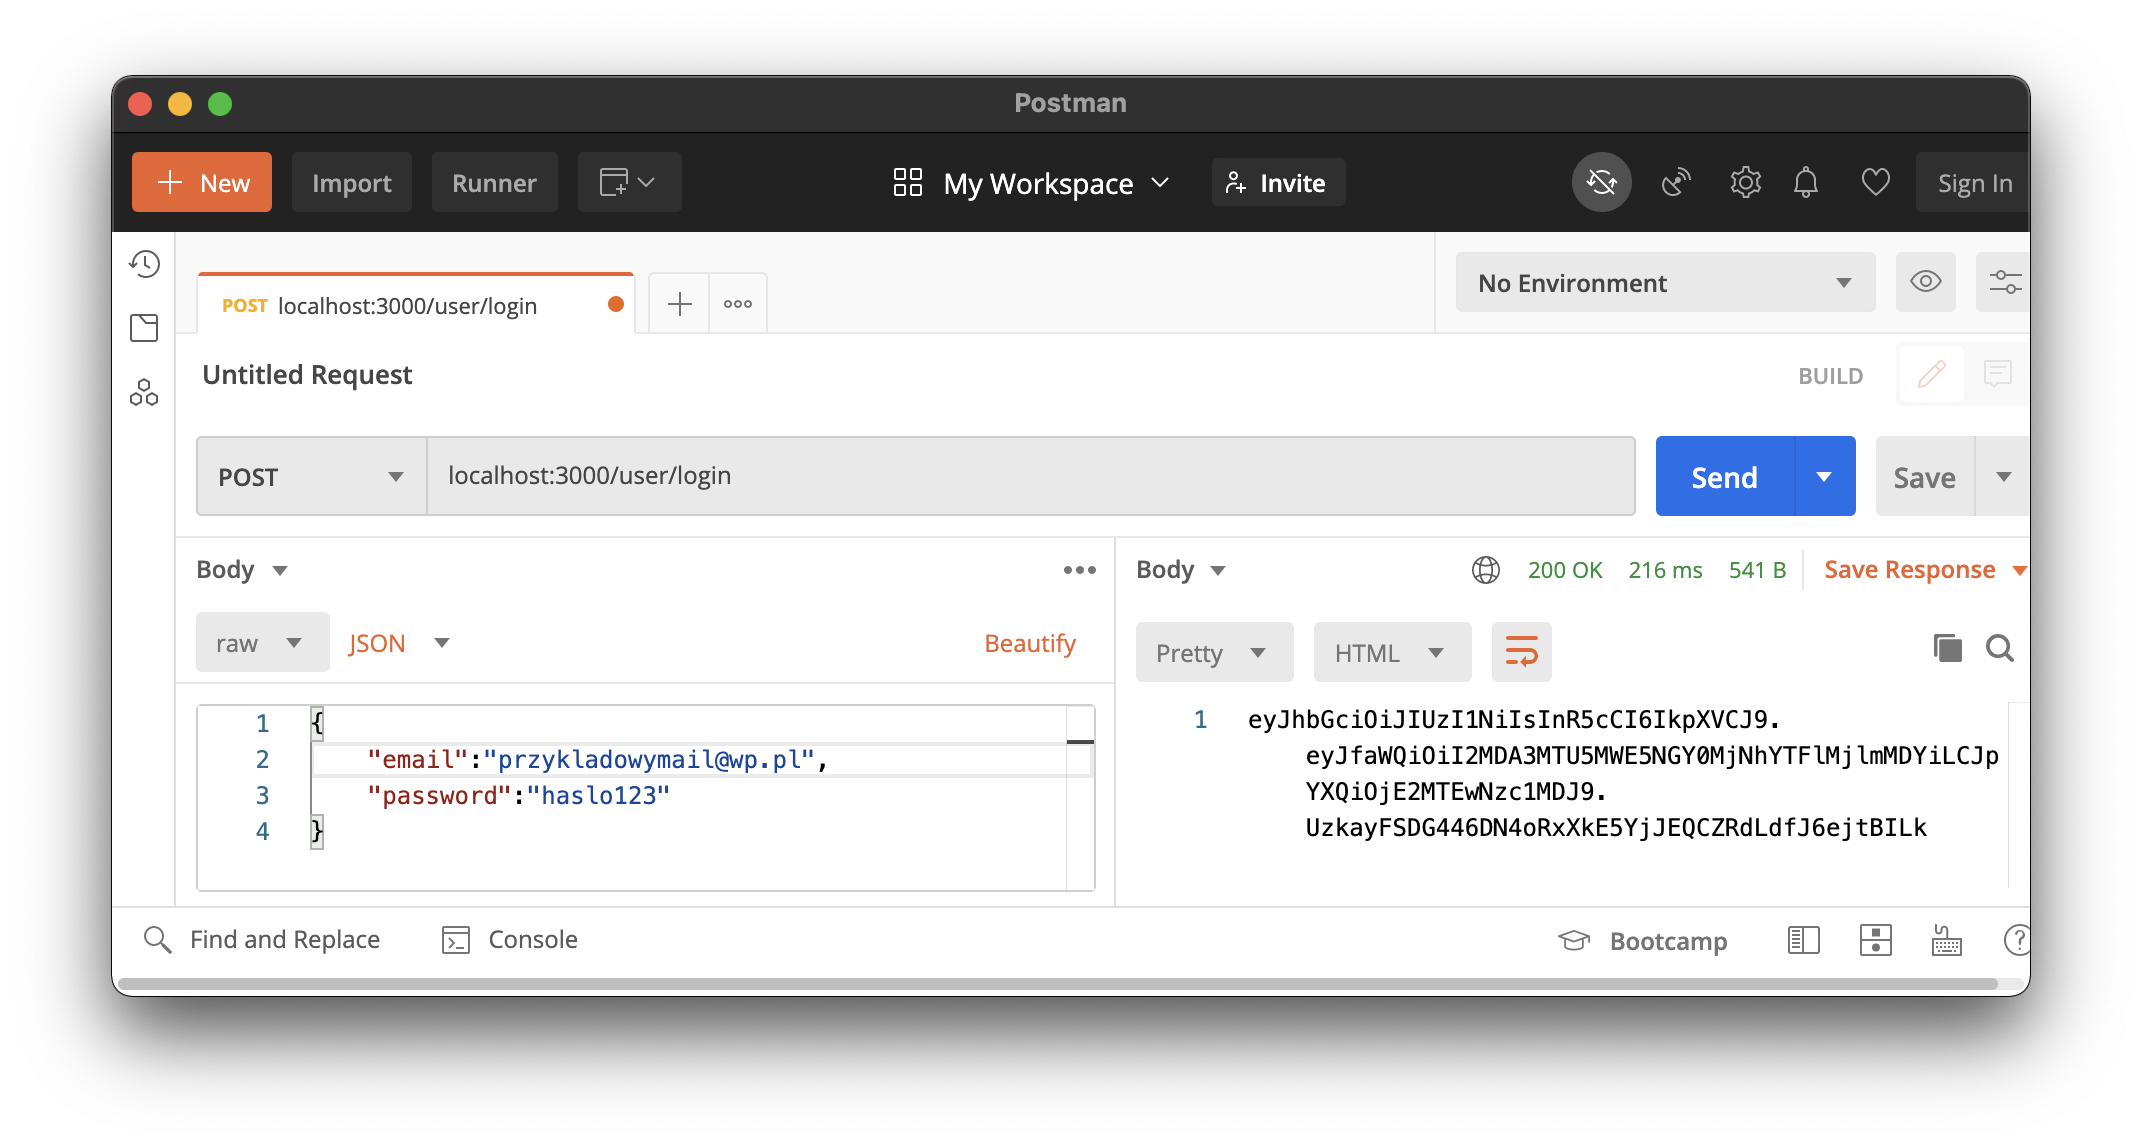 Postman
New
Import
Runner
My Workspace
Invite
Sign In
POST localhost:3000/user/login
No Environment
Untitled Request
BUILD
POST
localhost:3000/user/login
Send
Save
Body
Body
200 OK
216 ms
541 B
Save Response
raw
JSON
Beautify
Pretty
HTML
1 {
2 "email":"przykladowymail@wp.pl",
3 "password":"haslo123"
4 }
1 eyJhbGciOiJIUzI1NiIsInR5cCI6IkpXVCJ9.
eyJfaWQiOiI2MDA3MTU5MWE5NGY0MjNhYTFlMjlmMDYiLCJp
YXQiOjE2MTEwNzc1MDJ9.
UzkayFSDG446DN4oRxXkE5YjJEQCZRdLdfJ6ejtBILk
Find and Replace
Console
Bootcamp